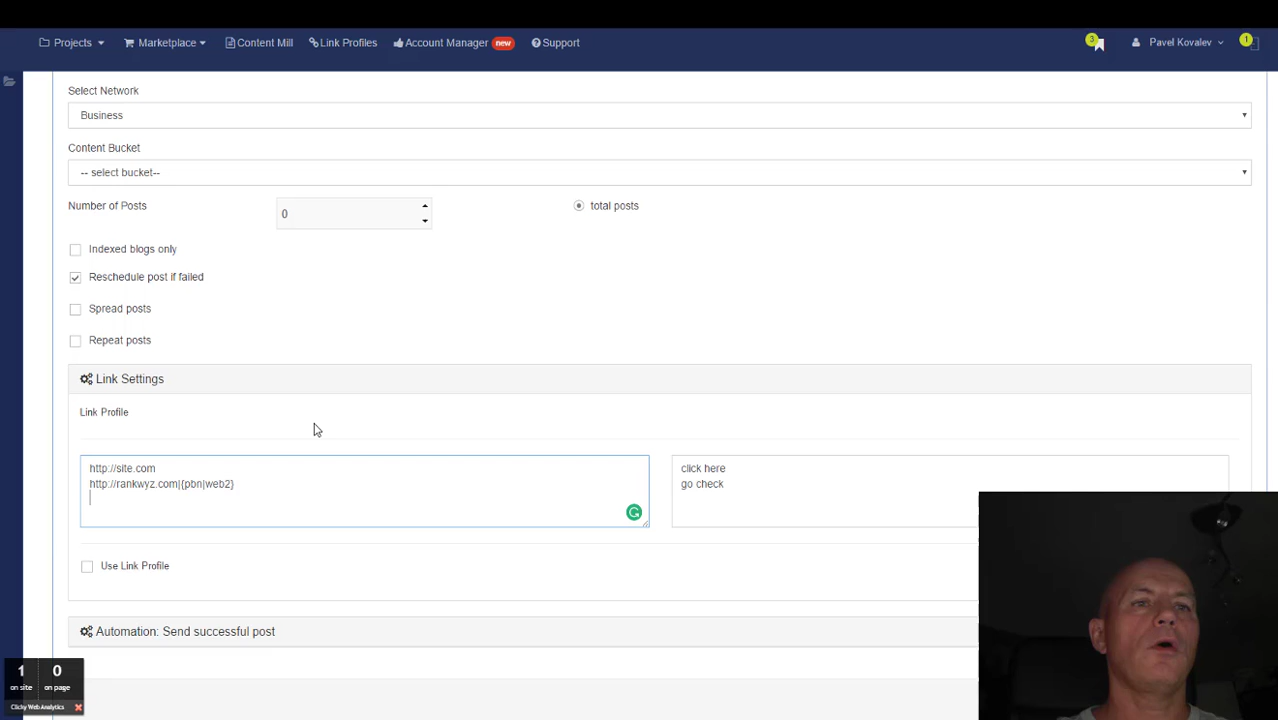 Projects Marketplace Content Mill Link Profiles Account Manager new Support 3 Pavel Kovalev 1
Select Network
Business
Content Bucket
-- select bucket--
Number of Posts 0 total posts
Indexed blogs only
Reschedule post if failed
Spread posts
Repeat posts
Link Settings
Link Profile
http://site.com
http://rankwyz.com|{pbn|web2}
click here
go check
Use Link Profile
Automation: Send successful post
1 0
on site on page
Clicky Web Analytics